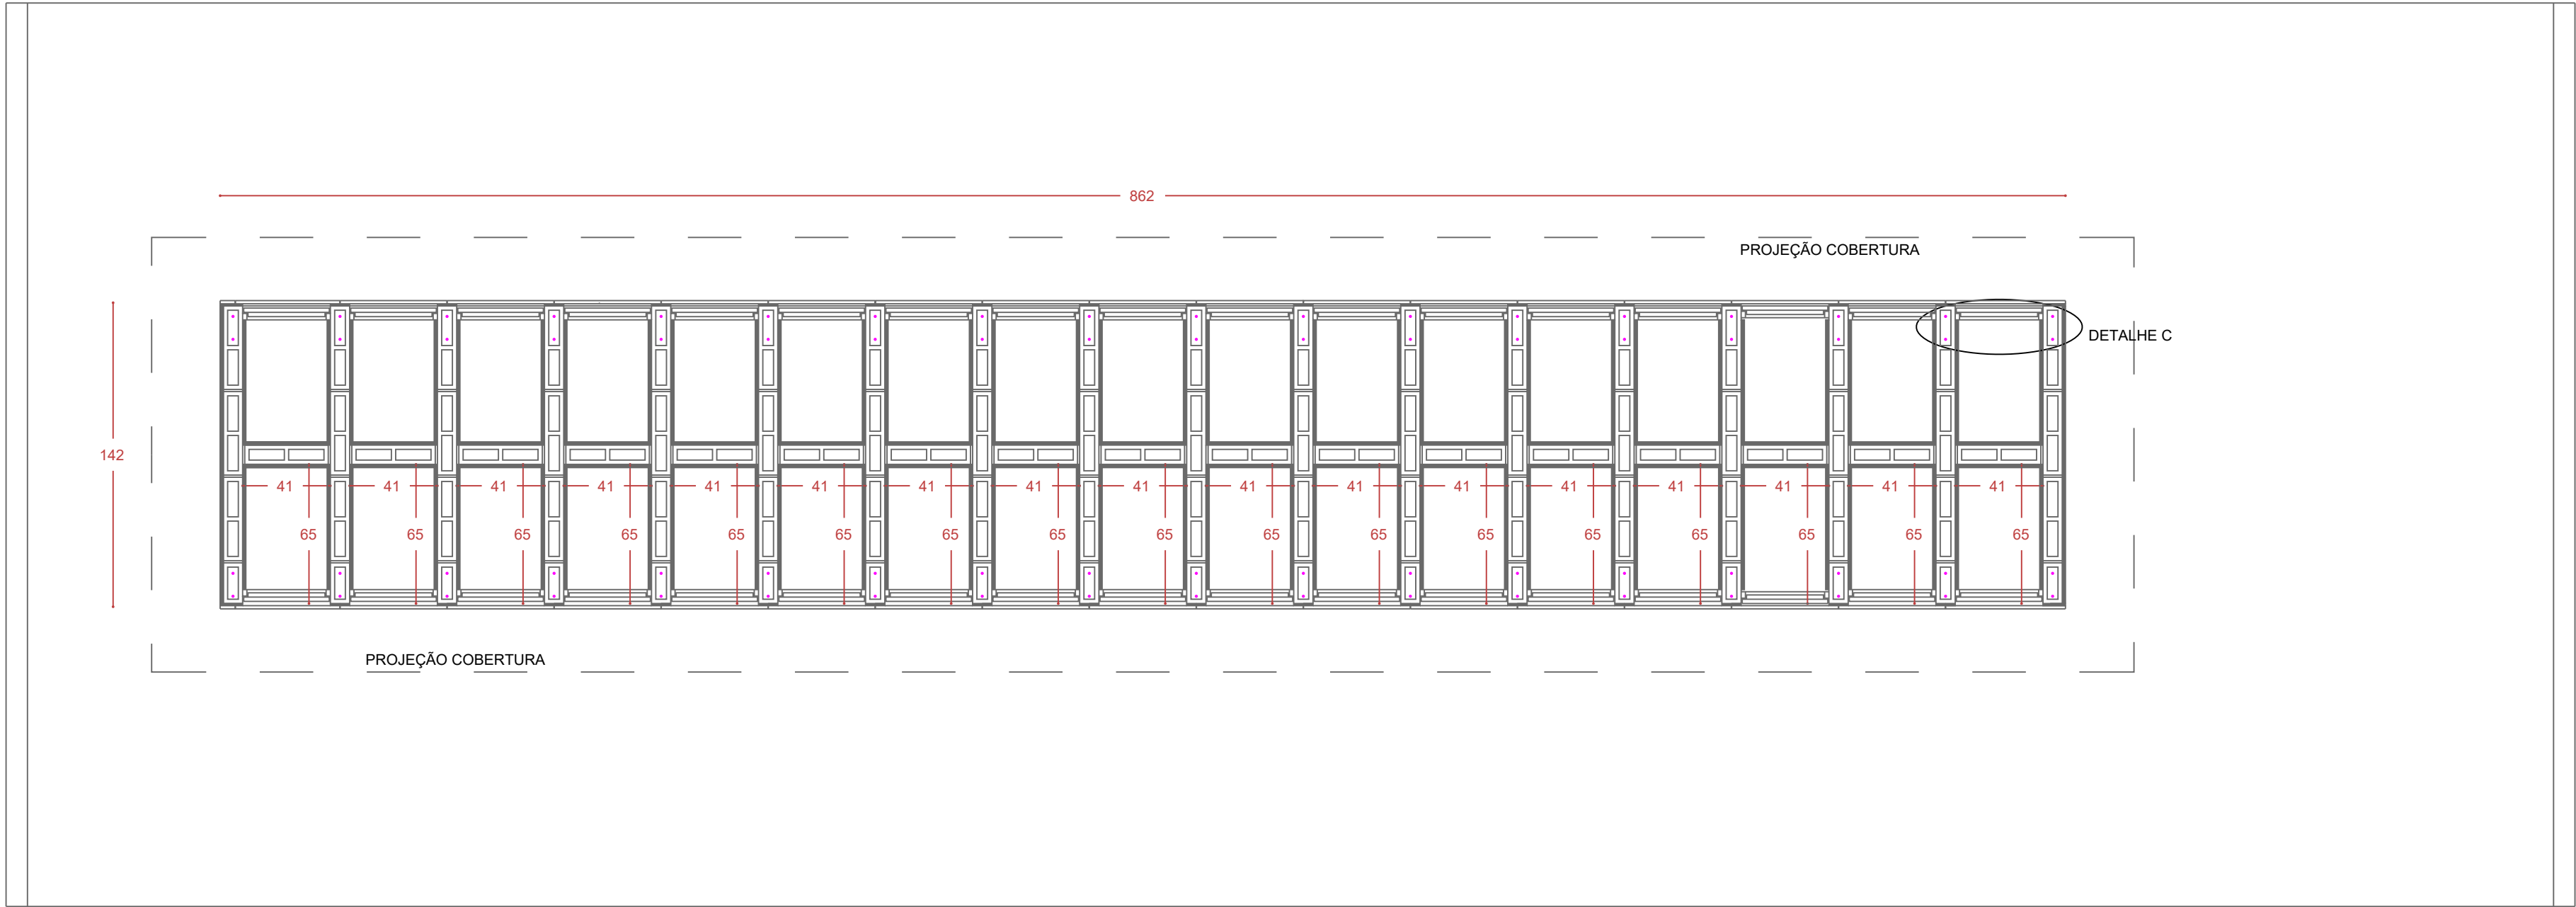 862
PROJEÇÃO COBERTURA
DETALHE C
142
41 41 41 41 41 41 41 41 41 41 41 41 41 41 41 41 41
65 65 65 65 65 65 65 65 65 65 65 65 65 65 65 65 65
PROJEÇÃO COBERTURA